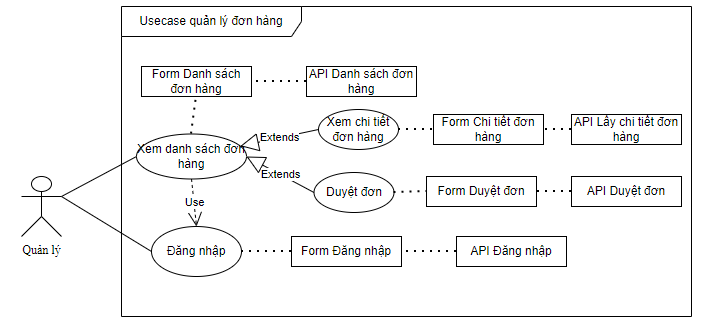 Usecase quản lý đơn hàng
Form Danh sách
đơn hàng
API Danh sách đơn
hàng
Xem chi tiết
đơn hàng
Form Chi tiết đơn
hàng
API Lấy chi tiết đơn
hàng
Extends
Xem danh sách đơn
hàng
Extends
Duyệt đơn
Form Duyệt đơn
API Duyệt đơn
Use
Quản lý
Đăng nhập
Form Đăng nhập
API Đăng nhập